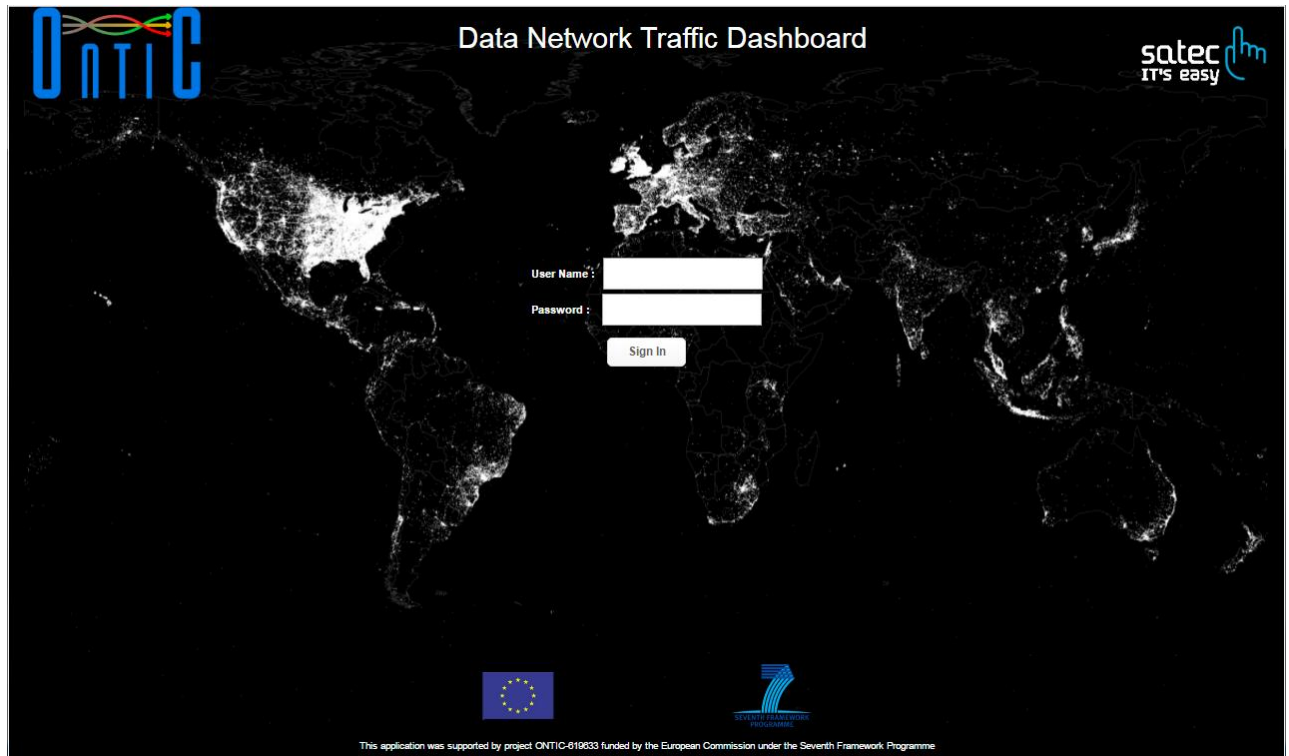 OntiC
Data Network Traffic Dashboard
satec
IT's easy
User Name :
Password :
Sign In
SEVENTH FRAMEWORK
PROGRAMME
This application was supported by project ONTIC-619633 funded by the European Commission under the Seventh Framework Programme